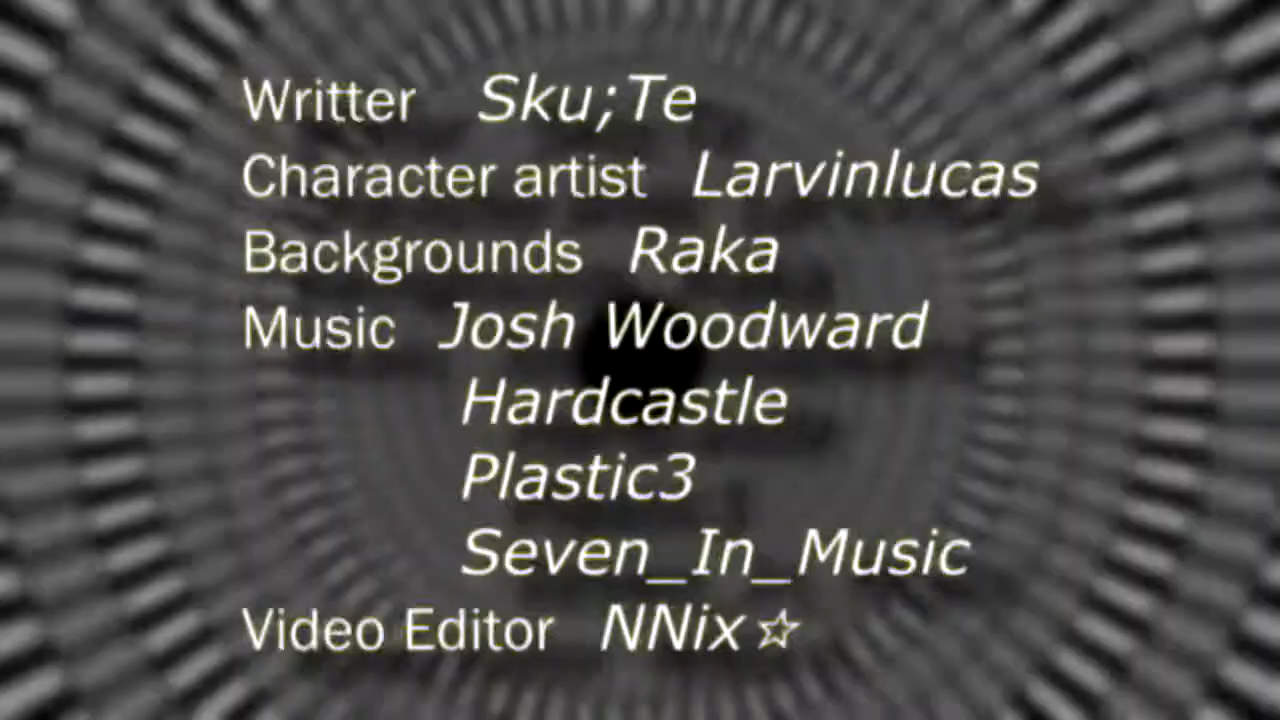 Writter Sku;Te
Character artist Larvinlucas
Backgrounds Raka
Music Josh Woodward
Hardcastle
Plastic3
Seven_In_Music
Video Editor NNix☆